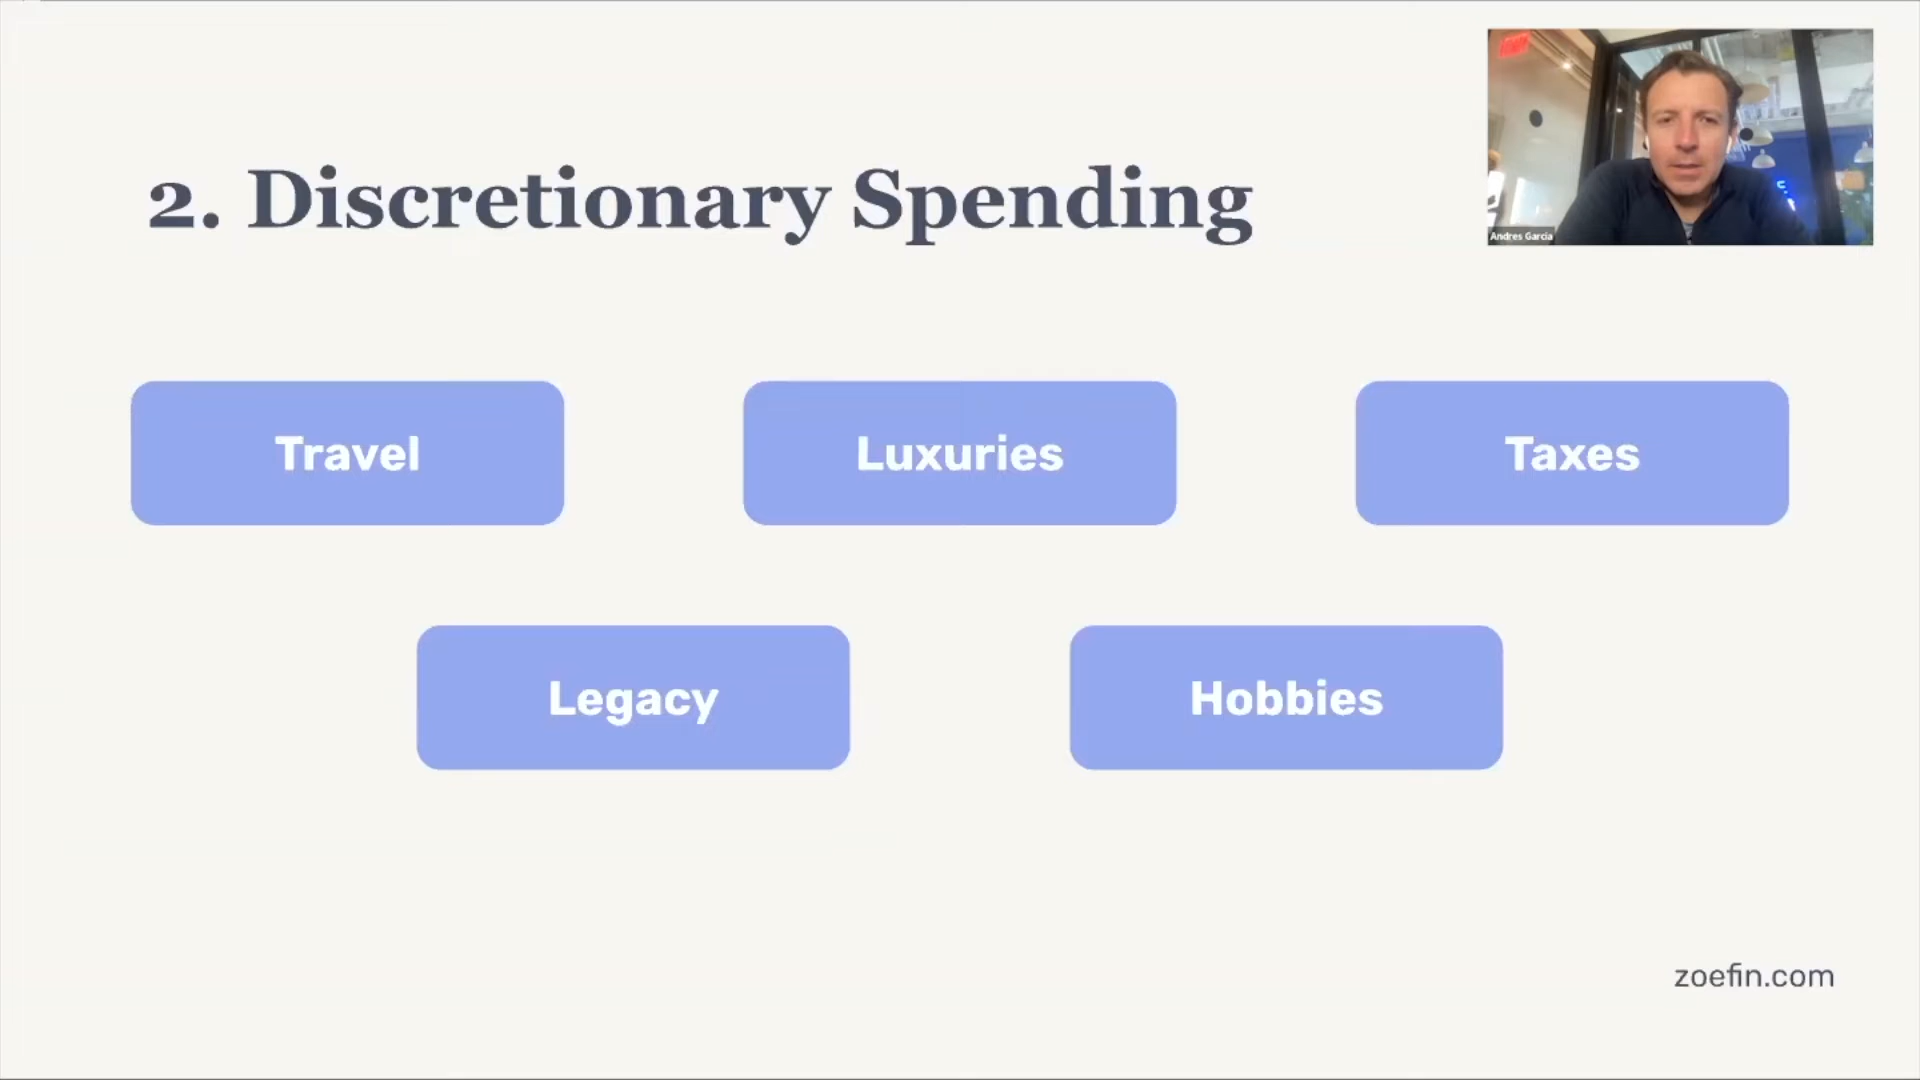 2. Discretionary Spending
Andres Garcia
Travel
Luxuries
Taxes
Legacy
Hobbies
zoefin.com